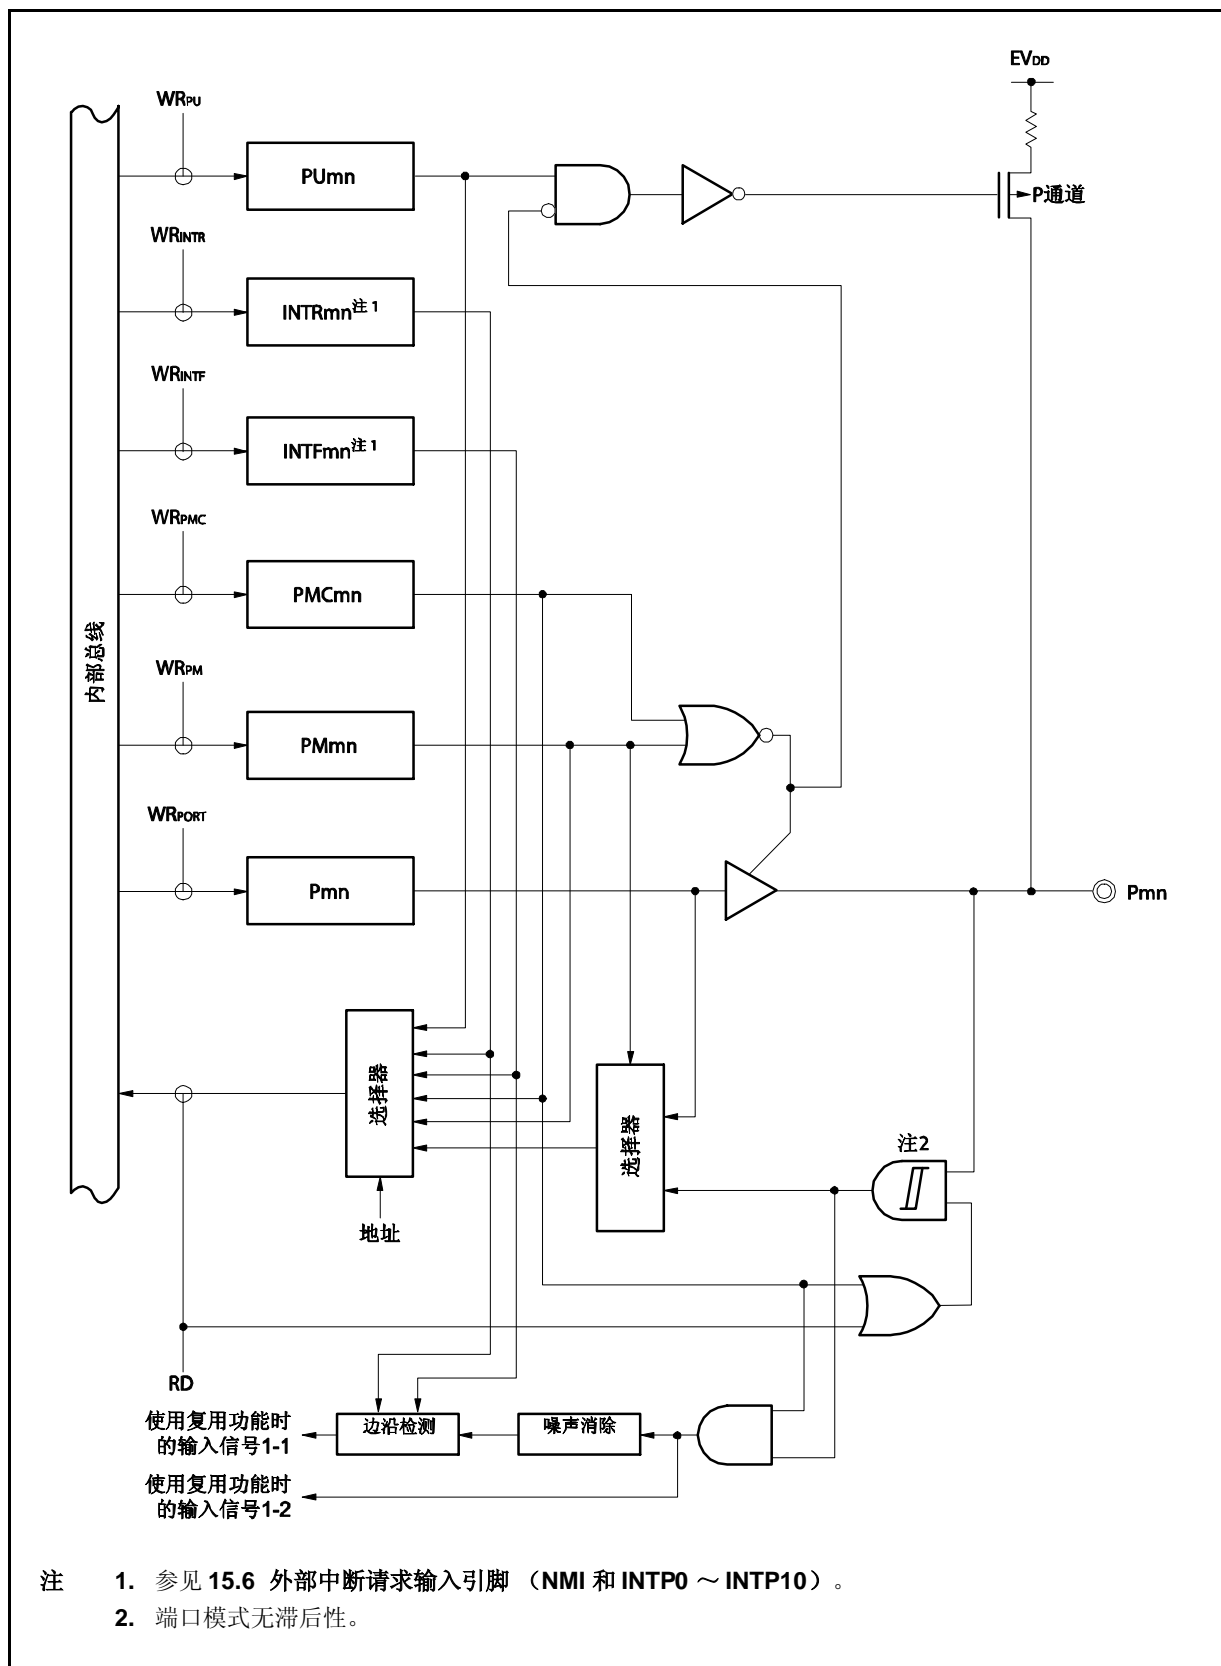 EVDD
WRPU
PUmn
P通道
WRINTR
INTRmn注1
WRINTF
INTFmn注1
WRPMC
PMCmn
内部总线
WRPM
PMmn
WRPORT
Pmn
Pmn
选择器
选择器
注2
地址
RD
使用复用功能时
的输入信号1-1
边沿检测
噪声消除
使用复用功能时
的输入信号1-2
注 1. 参见 15.6 外部中断请求输入引脚 （NMI 和 INTP0 ～ INTP10）。
2. 端口模式无滞后性。